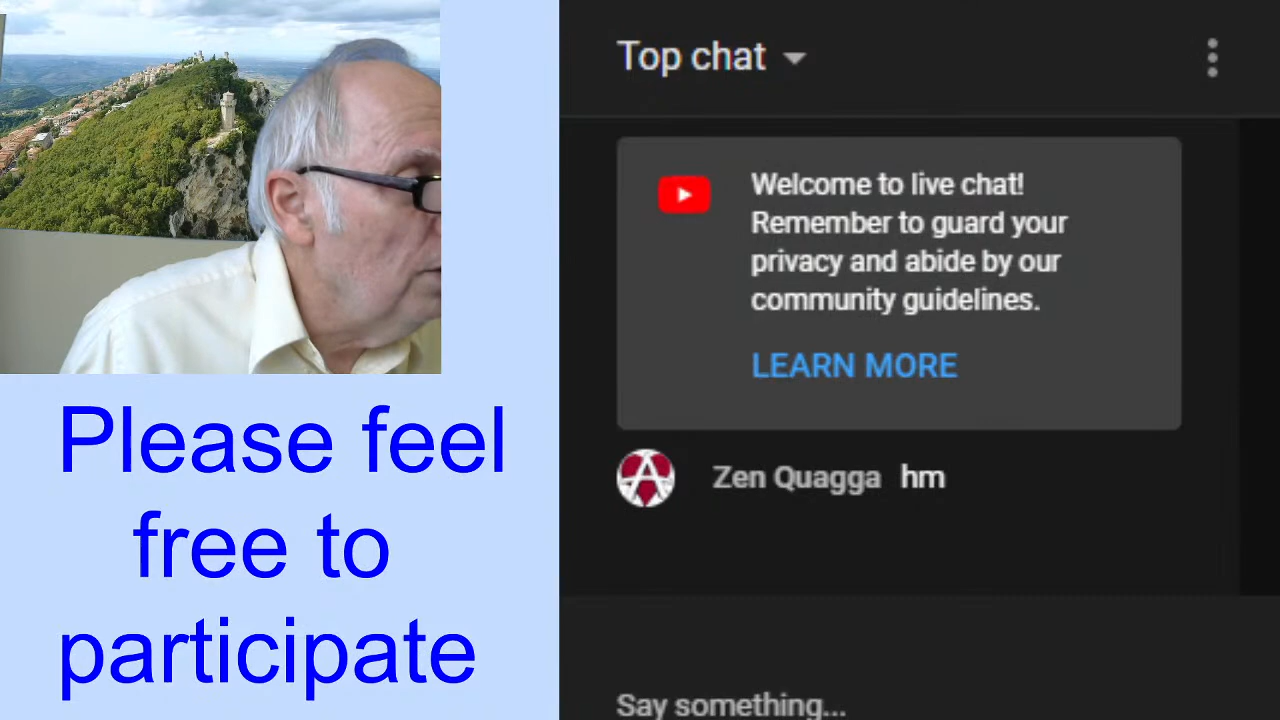 Please feel
free to
participate
Top chat
Welcome to live chat!
Remember to guard your
privacy and abide by our
community guidelines.
LEARN MORE
Zen Quagga hm
Say something...